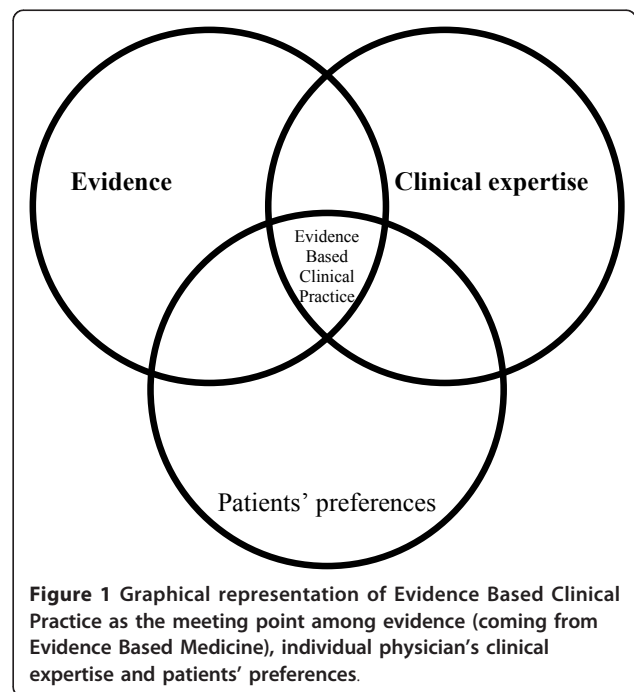 Evidence
Clinical expertise
Evidence
Based
Clinical
Practice
Patients’ preferences
Figure 1 Graphical representation of Evidence Based Clinical
Practice as the meeting point among evidence (coming from
Evidence Based Medicine), individual physician’s clinical
expertise and patients’ preferences.